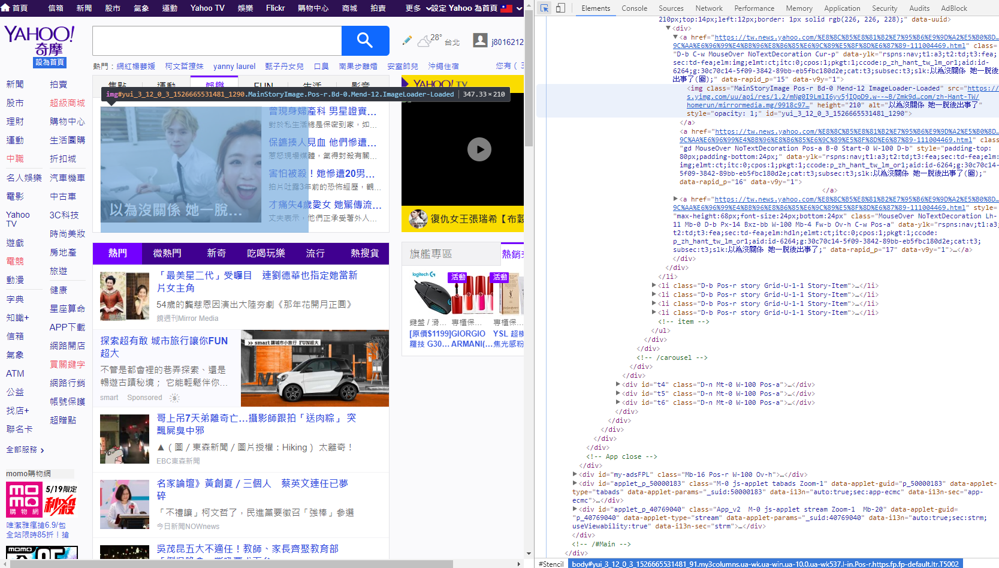 首頁 信箱 新聞 股市 氣象 運動 Yahoo TV 娛樂 Flickr 購物中心 商城 拍賣 更多 設定 Yahoo 為首頁
YAHOO!
奇摩
設為首頁
28° 台北 j8016212
熱門： 網紅楊藝媛 柯文哲撩妹 yanny laurel 甄子丹女兒 口臭 南果步離婚 安室帥兒 沖繩住宿 您有（ 3
焦點 運動 娛樂 FUN 生活 影音
img#yui_3_12_0_3_1526665531481_1290.MainStoryImage.Pos-r.Bd-0.Mend-12.ImageLoader-Loaded | 347.33 × 210
曾現身婦產科 男星證實…
對於私生活總是保密到家，如…
保鑣揍人見血 他們慘遭…
惹怒現場媒體，氣得封殺有關…
害怕被殺！她慘遭20男…
拍片吐露3年前的恐怖經歷，觀…
才痛失4歲愛女 她驚傳流…
艾夫表示，他們正承受著外人…
以為沒關係 她一脫…
YAHOO! TV
復仇女王張瑞希【布穀
新聞 拍賣
股市 超級商城
理財 購物中心
運動 生活團購
中職 折扣城
名人娛樂 汽車機車
電影 中古車
Yahoo TV 3C科技
時尚美妝
遊戲 房地產
電競 旅遊
動漫 健康
字典 星座算命
知識+ APP下載
信箱 網路開店
氣象 買關鍵字
ATM 網路行銷
公益 帳號保護
找店+ 超贈點
聯名卡
全部服務
momo購物網
momo 購物網 5/19限定 秒殺
唯潔雅瘋搶6.9/包
全站限時85折！搶
momo
熱門 微熱門 新奇 吃喝玩樂 流行 熱搜貨
「最美星二代」受矚目 連劉德華也指定她當新
片女主角
54歲的龔慈恩因演出大陸夯劇《那年花開月正圓》
鏡週刊Mirror Media
探索超有敢 城市旅行讓你FUN
超大
不管是都會裡的巷弄探索、還是
暢遊古蹟秘境； 它能輕鬆伴你…
smart Sponsored
>> smart 讓城市小旅行 FUN超大
哥上吊7天弟離奇亡…攝影師跟拍「送肉粽」 突
飄屍臭中邪
▲（圖／東森新聞／圖片授權：Hiking） 太離奇！
EBC東森新聞
名家論壇》黃創夏／三個人 蔡英文連任已夢
碎
「不禮讓」柯文哲了，民進黨要徵召「強棒」參選
今日新聞NOWnews
吳茂昆五大不適任！教師、家長齊聚教育部
旗艦專區 熱銷
logitech G 活動 活動
鍵盤 / 滑… 專櫃保… 專櫃保…
[原價$1199]羅技 G30… GIORGIO ARMANI(… YSL 超模焦光感粉
Elements Console Sources Network Performance Memory Application Security Audits AdBlock
210px;top:14px;left:12px;border: 1px solid rgb(226, 226, 228);" data-uuid>
▼<div>
▼<a href="https://tw.news.yahoo.com/%E8%8C%B5%E8%81%B2%E7%95%B6%E9%9D%A2%E5%B0%8D…
9C%AA%E6%96%99%E4%BB%96%E8%B6%85%E6%9C%89%E5%8F%8D%E6%87%89-111004469.html" class=
"D-b C-w MouseOver NoTextDecoration Cur-p" data-ylk="rspns:nav;t1:a3;t2:td;t3:fea;
sec:td-fea;elm:img;elmt:ct;itc:0;cpos:1;pkgt:1;ccode:p_zh_hant_tw_lm_or1;aid:id-
6264;g:30c70c14-5f09-3842-89bb-eb5fbc180d2e;cat:t3;subsec:t3;slk:以為沒關係 她一脫後
出事了(圖);" data-rapid_p="15" data-v9y="1">
<img class="MainStoryImage Pos-r Bd-0 Mend-12 ImageLoader-Loaded" src="https:/
s.yimg.com/uu/api/res/1.2/mNg0I9LmlI6yv5jIQpD9.w--~B/Zmk9d…com/zh-Hant-TW/
homerun/mirrormedia.mg/9918c97…" height="210" alt="以為沒關係 她一脫後出事了"
style="opacity: 1;" id="yui_3_12_0_3_1526665531481_1290">
</a>
<a href="https://tw.news.yahoo.com/%E8%8C%B5%E8%81%B2%E7%95%B6%E9%9D%A2%E5%B0%8D…
9C%AA%E6%96%99%E4%BB%96%E8%B6%85%E6%9C%89%E5%8F%8D%E6%87%89-111004469.html" class
"gd MouseOver NoTextDecoration Pos-a B-0 Start-0 W-100 D-b" style="padding-top:
80px;padding-bottom:24px;" data-ylk="rspns:nav;t1:a3;t2:td;t3:fea;sec:td-fea;elm:
img;elmt:ct;itc:0;cpos:1;pkgt:1;ccode:p_zh_hant_tw_lm_or1;aid:id-6264;g:30c70c14-
5f09-3842-89bb-eb5fbc180d2e;cat:t3;subsec:t3;slk:以為沒關係 她一脫後出事了(圖);"
data-rapid_p="16" data-v9y="1">
</a>
▶<a href="https://tw.news.yahoo.com/%E8%8C%B5%E8%81%B2%E7%95%B6%E9%9D%A2%E5%B0%8D…
9C%AA%E6%96%99%E4%BB%96%E8%B6%85%E6%9C%89%E5%8F%8D%E6%87%89-111004469.html" style=
"max-height:68px;font-size:24px;bottom:24px" class="MouseOver NoTextDecoration Lh-
11 Mb-0 D-b Px-14 Bxz-bb W-100 Mb-4 Fw-b Ov-h C-w Pos-a" data-ylk="rspns:nav;t1:a3
t2:td;t3:fea;sec:td-fea;elm:hdln;elmt:ct;itc:0;cpos:1;pkgt:1;ccode:
p_zh_hant_tw_lm_or1;aid:id-6264;g:30c70c14-5f09-3842-89bb-eb5fbc180d2e;cat:t3;
subsec:t3;slk:以為沒關係 她一脫後出事了;" data-rapid_p="17" data-v9y="1">…</a>
</div>
</div>
</li>
▶<li class="D-b Pos-r story Grid-U-1-1 Story-Item">…</li>
▶<li class="D-b Pos-r story Grid-U-1-1 Story-Item">…</li>
▶<li class="D-b Pos-r story Grid-U-1-1 Story-Item">…</li>
▶<li class="D-b Pos-r story Grid-U-1-1 Story-Item">…</li>
<!-- item -->
</ul>
</div>
</div>
<!-- /carousel -->
</div>
</div>
▶<div id="t4" class="D-n Mt-0 W-100 Pos-a">…</div>
▶<div id="t5" class="D-n Mt-0 W-100 Pos-a">…</div>
▶<div id="t6" class="D-n Mt-0 W-100 Pos-a">…</div>
</div>
</div>
</div>
</div>
</div>
<!-- App close -->
</div>
▶<div id="my-adsFPL" class="Mb-16 Pos-r W-100 Ov-h">…</div>
▶<div id="applet_p_50000183" class="M-0 js-applet tabads Zoom-1" data-applet-guid="p_50000183" data-applet-
type="tabads" data-applet-params="_suid:50000183" data-i13n="auto:true;sec:app-ecmc" data-i13n-sec="app-
ecmc">…</div>
▶<div id="applet_p_40769040" class="App_v2 M-0 js-applet stream Zoom-1 Mb-20" data-applet-guid=
"p_40769040" data-applet-type="stream" data-applet-params="_suid:40769040" data-i13n="auto:true;sec:strm;
useViewability:true" data-i13n-sec="strm">…</div>
</div>
<!-- /#Main -->
</div>
#Stencil body#yui_3_12_0_3_1526665531481_91.my3columns.ua-wk.ua-win.ua-10.0.ua-wk537.l-in.Pos-r.https.fp.fp-default.ltr.T5002